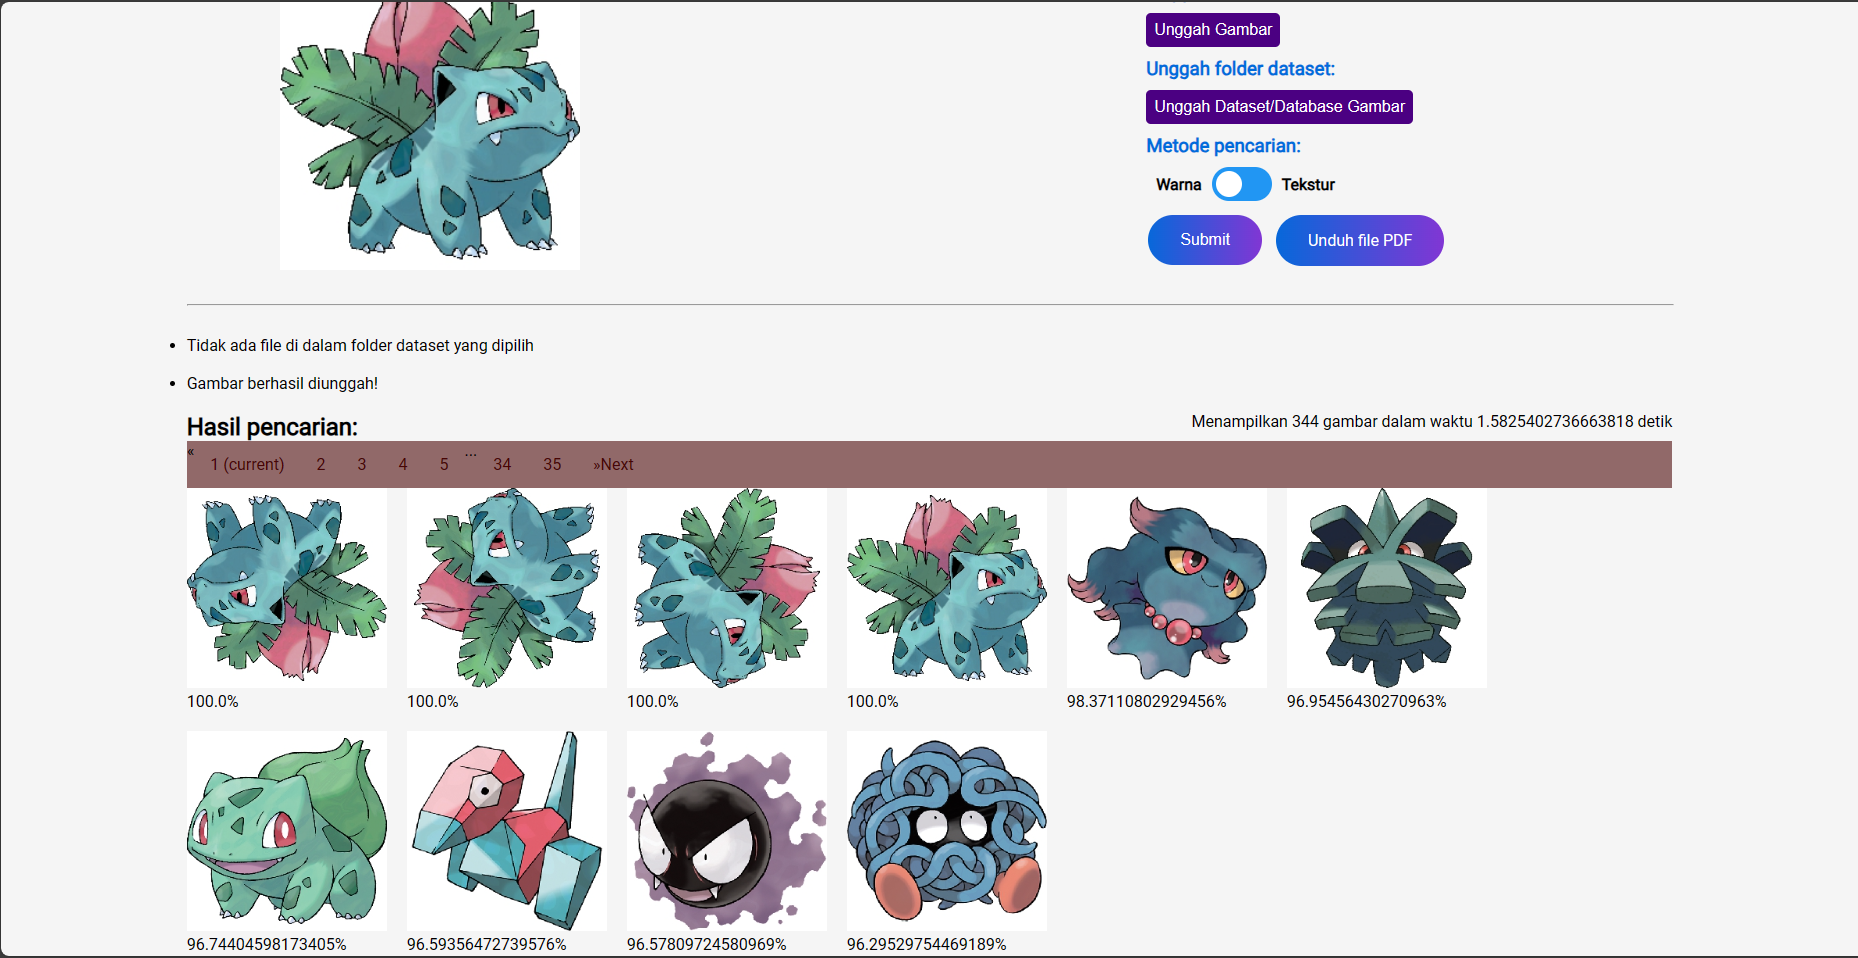 Unggah Gambar
Unggah folder dataset:
Unggah Dataset/Database Gambar
Metode pencarian:
Warna Tekstur
Submit Unduh file PDF
• Tidak ada file di dalam folder dataset yang dipilih
• Gambar berhasil diunggah!
Hasil pencarian: Menampilkan 344 gambar dalam waktu 1.5825402736663818 detik
« 1 (current) 2 3 4 5 ... 34 35 »Next
100.0% 100.0% 100.0% 100.0% 98.37110802929456% 96.95456430270963%
96.74404598173405% 96.59356472739576% 96.57809724580969% 96.29529754469189%